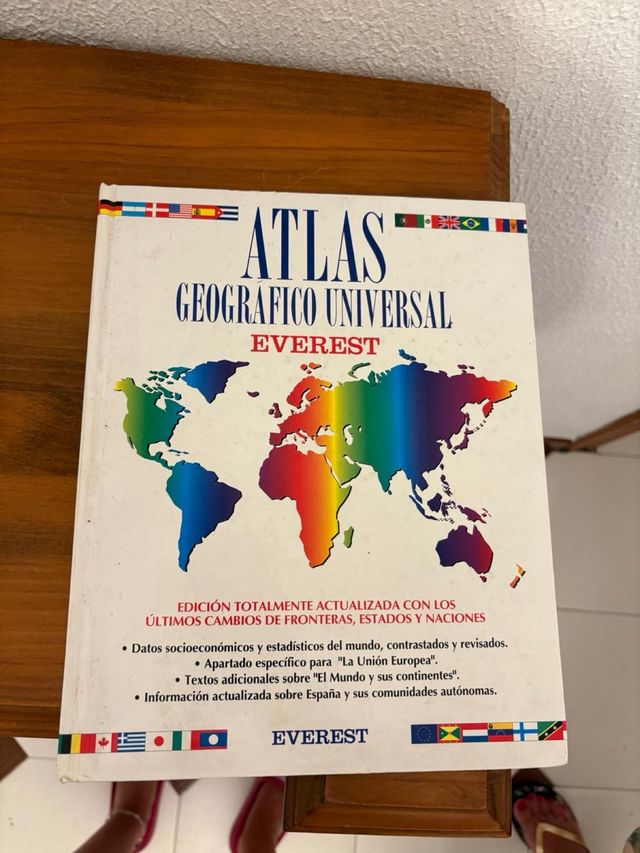 ATLAS
GEOGRÁFICO UNIVERSAL
EVEREST
EDICIÓN TOTALMENTE ACTUALIZADA CON LOS
ÚLTIMOS CAMBIOS DE FRONTERAS, ESTADOS Y NACIONES
• Datos socioeconómicos y estadísticos del mundo, contrastados y revisados.
• Apartado específico para "La Unión Europea".
• Textos adicionales sobre "El Mundo y sus continentes".
• Información actualizada sobre España y sus comunidades autónomas.
EVEREST